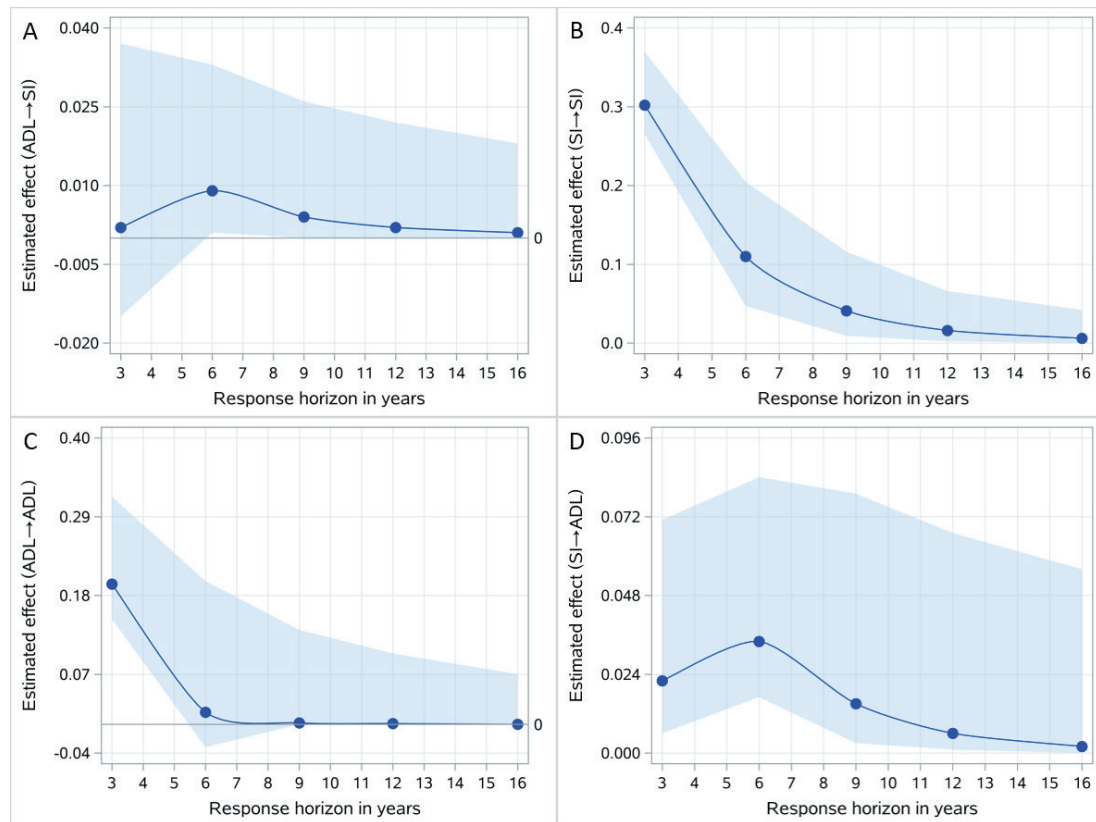 A
Estimated effect (ADL→SI)
0.040
0.025
0.010
-0.005
-0.020
0
3 4 5 6 7 8 9 10 11 12 13 14 15 16
Response horizon in years
B
Estimated effect (SI→SI)
0.4
0.3
0.2
0.1
0.0
3 4 5 6 7 8 9 10 11 12 13 14 15 16
Response horizon in years
C
Estimated effect (ADL→ADL)
0.40
0.29
0.18
0.07
-0.04
0
3 4 5 6 7 8 9 10 11 12 13 14 15 16
Response horizon in years
D
Estimated effect (SI→ADL)
0.096
0.072
0.048
0.024
0.000
3 4 5 6 7 8 9 10 11 12 13 14 15 16
Response horizon in years